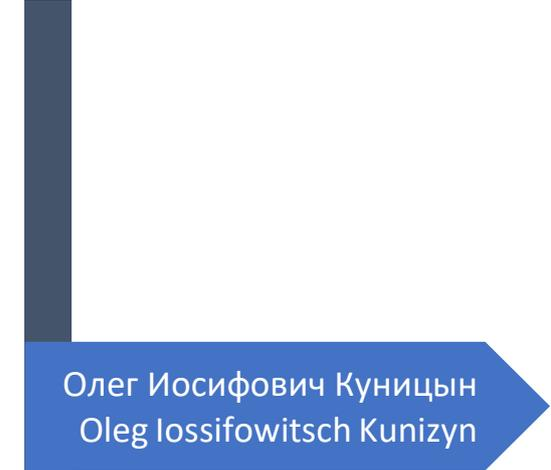 Олег Иосифович Куницын
Oleg Iossifowitsch Kunizyn